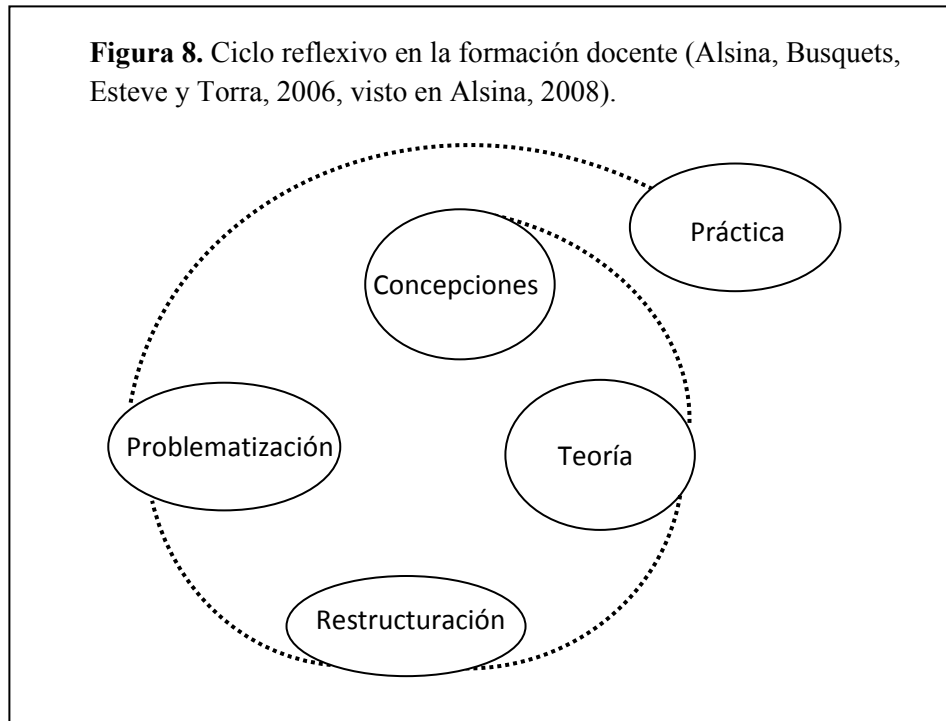 Figura 8. Ciclo reflexivo en la formación docente (Alsina, Busquets,
Esteve y Torra, 2006, visto en Alsina, 2008).
Práctica
Concepciones
Problematización
Teoría
Restructuración